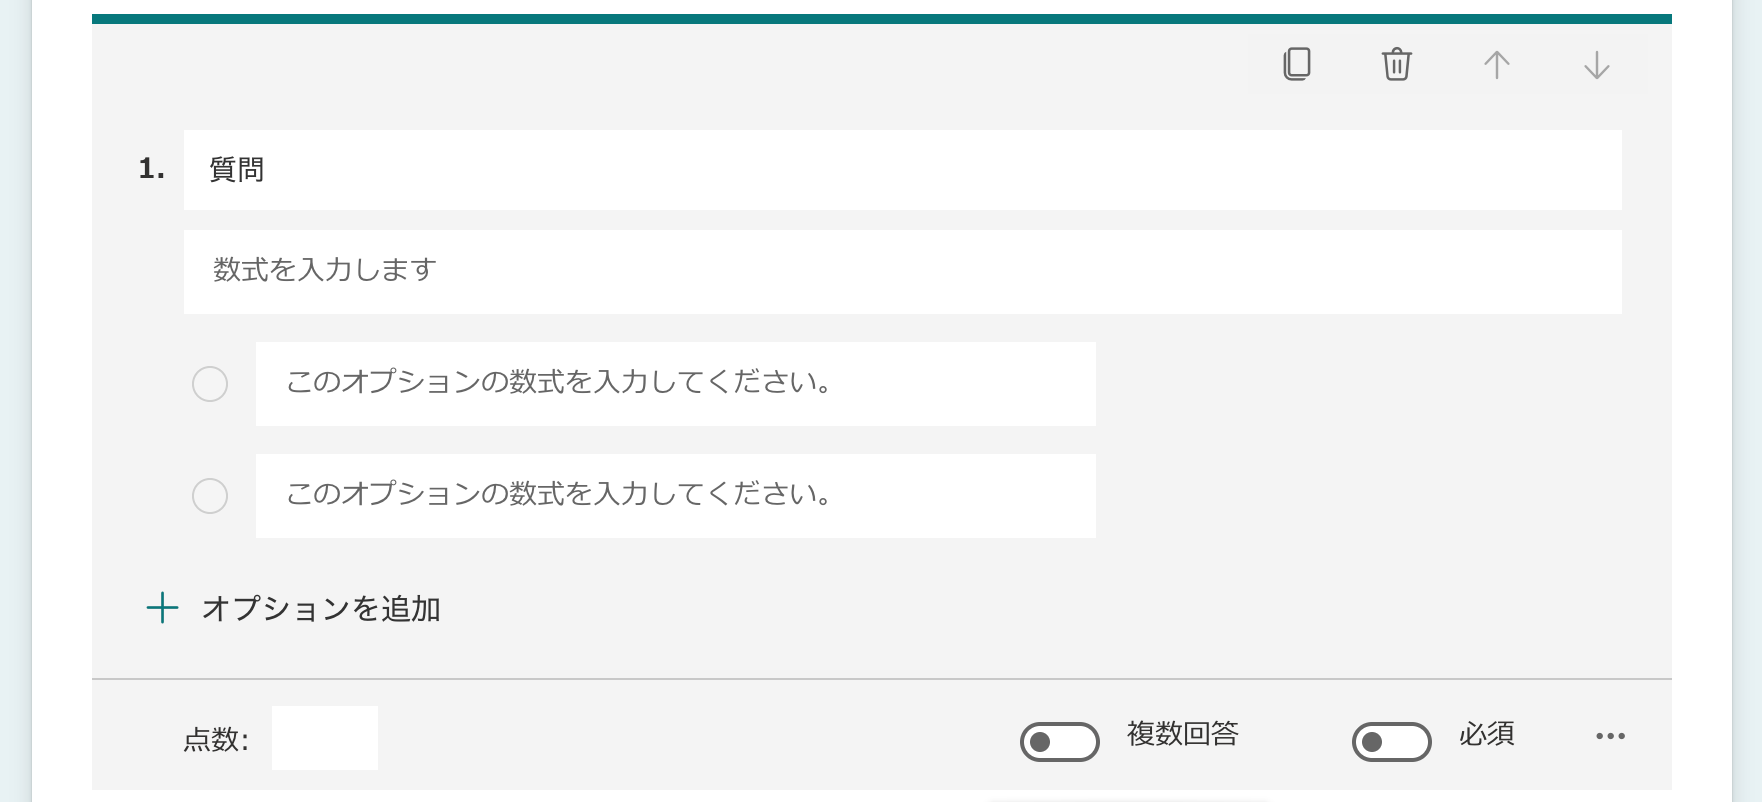 1. 質問
数式を入力します
このオプションの数式を入力してください。
このオプションの数式を入力してください。
オプションを追加
点数: 複数回答 必須